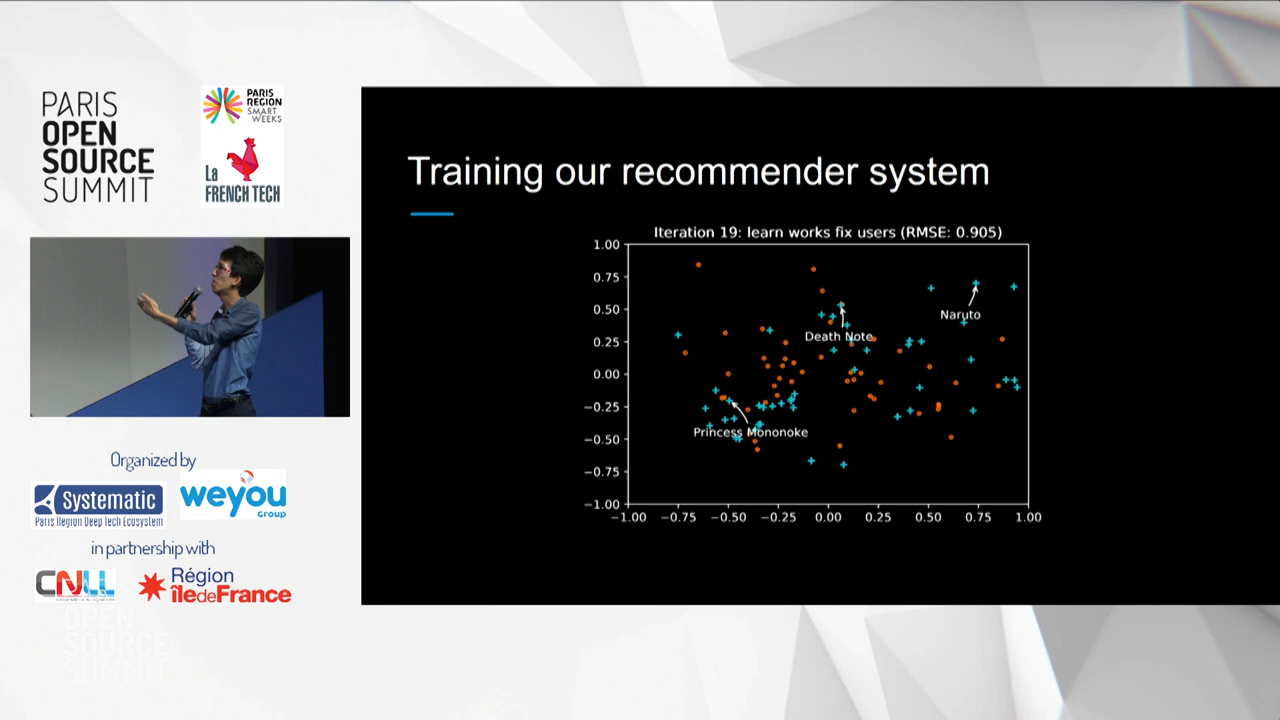 PARIS
OPEN
SOURCE
SUMMIT
PARIS
REGION
SMART
WEEKS
La
FRENCH TECH
Organized by
Systematic
Paris Region Deep Tech Ecosystem
weyou
GROUP
in partnership with
CNLL
Région
îledeFrance
OPEN
SOURCE
SUMMIT
Training our recommender system
Iteration 19: learn works fix users (RMSE: 0.905)
1.00
0.75
0.50
0.25
0.00
−0.25
−0.50
−0.75
−1.00
Naruto
Death Note
Princess Mononoke
−1.00 −0.75 −0.50 −0.25 0.00 0.25 0.50 0.75 1.00